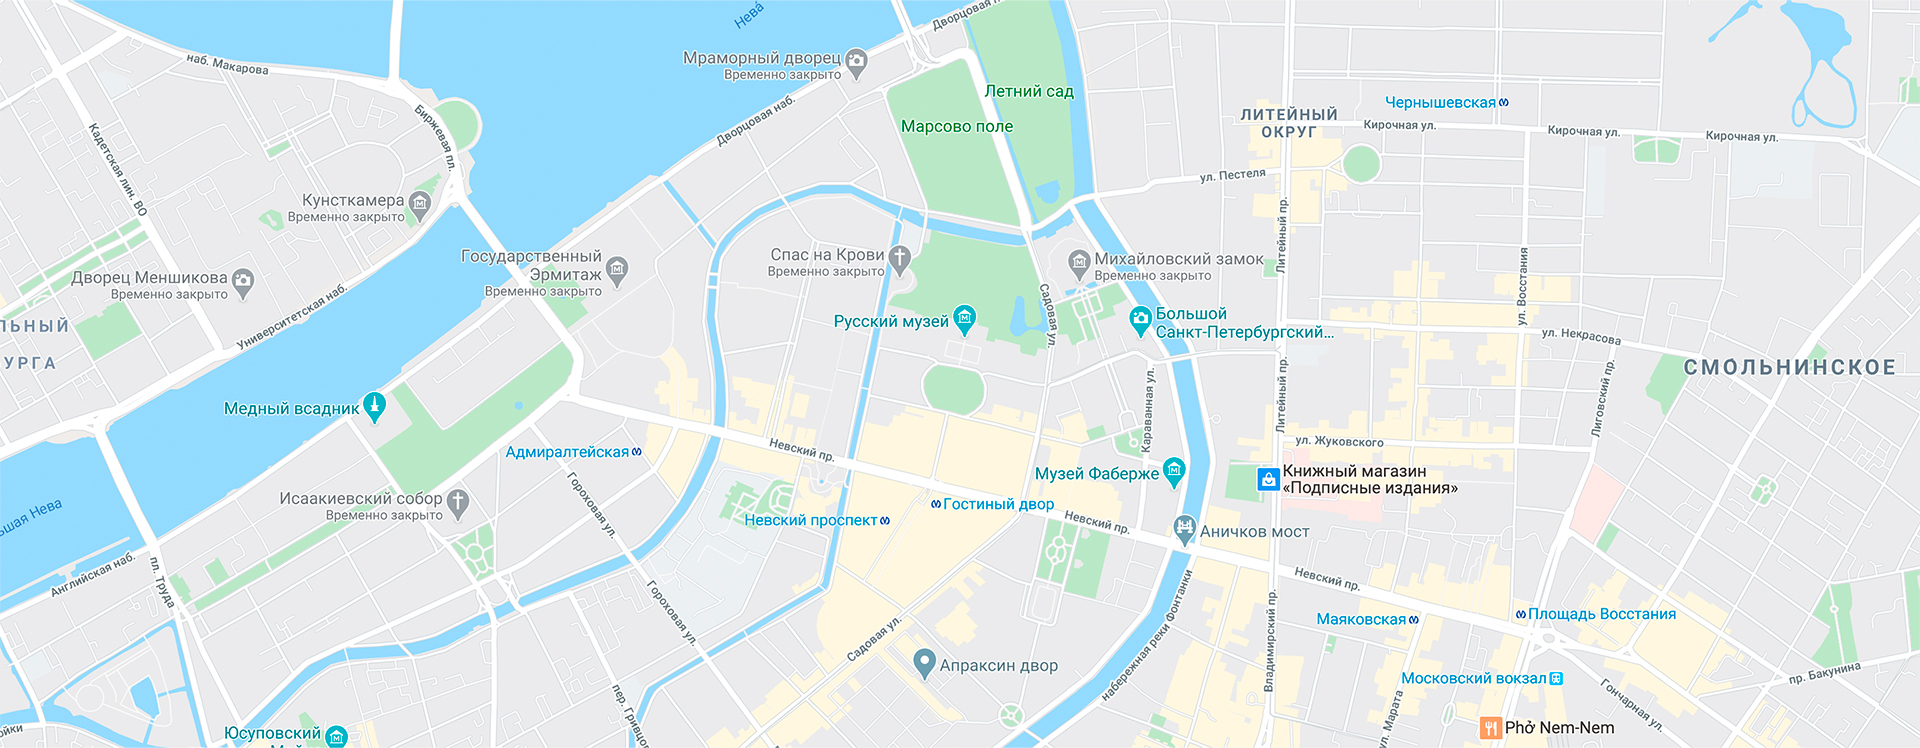 Нева
Дворцовая н
наб. Макарова
Мраморный дворец
Временно закрыто
Летний сад
Чернышевская
ЛИТЕЙНЫЙ
ОКРУГ
Кирочная ул.
Кирочная ул.
Кирочная ул.
Марсово поле
Дворцовая наб.
Биржевая пл.
Кадетская лин. ВО
ул. Пестеля
Кунсткамера
Временно закрыто
Литейный пр.
Государственный
Эрмитаж
Временно закрыто
Спас на Крови
Временно закрыто
Михайловский замок
Временно закрыто
Дворец Меншикова
Временно закрыто
Университетская наб.
Садовая ул.
ул. Восстания
ЛЬНЫЙ
УРГА
Русский музей
Большой
Санкт-Петербургский...
ул. Некрасова
СМОЛЬНИНСКОЕ
Медный всадник
Караванная ул.
Литейный пр.
Лиговский пр.
Адмиралтейская
Невский пр.
ул. Жуковского
Музей Фаберже
Книжный магазин
«Подписные издания»
Исаакиевский собор
Временно закрыто
Гороховая ул.
Невский проспект
Гостиный двор
Невский пр.
Аничков мост
ьшая Нева
Английская наб.
пл. Труда
Гороховая ул.
Невский пр.
Садовая ул.
набережная реки Фонтанки
Владимирский пр.
Маяковская
Площадь Восстания
Апраксин двор
Московский вокзал
пр. Бакунина
Гончарная ул.
ул. Марата
пер. Гривцо
Юсуповский
ойки
Phở Nem-Nem